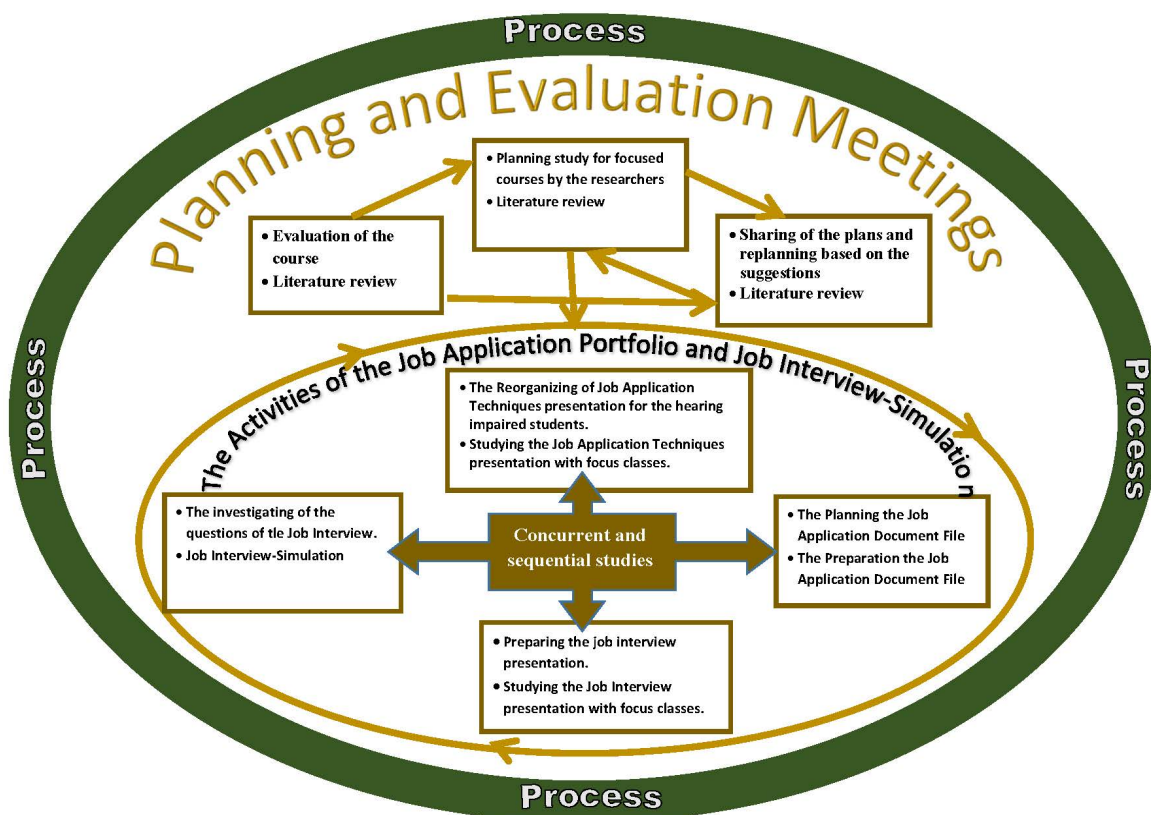 Process
Planning and Evaluation Meetings
• Planning study for focused
courses by the researchers
• Literature review
• Evaluation of the
course
• Literature review
• Sharing of the plans and
replanning based on the
suggestions
• Literature review
Process
Process
The Activities of the Job Application Portfolio and Job Interview-Simulation
• The Reorganizing of Job Application
Techniques presentation for the hearing
impaired students.
• Studying the Job Application Techniques
presentation with focus classes.
• The investigating of the
questions of tle Job Interview.
• Job Interview-Simulation
Concurrent and
sequential studies
• The Planning the Job
Application Document File
• The Preparation the Job
Application Document File
• Preparing the job interview
presentation.
• Studying the Job Interview
presentation with focus classes.
Process